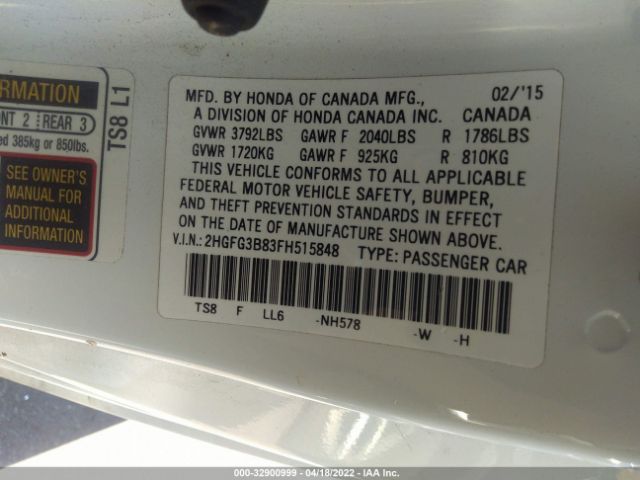 RMATION
NT 2 REAR 3
ed 385kg or 850lbs.
SEE OWNER'S
MANUAL FOR
ADDITIONAL
INFORMATION
TS8 L1
MFD. BY HONDA OF CANADA MFG., 02/'15
A DIVISION OF HONDA CANADA INC. CANADA
GVWR 3792LBS GAWR F 2040LBS R 1786LBS
GVWR 1720KG GAWR F 925KG R 810KG
THIS VEHICLE CONFORMS TO ALL APPLICABLE
FEDERAL MOTOR VEHICLE SAFETY, BUMPER,
AND THEFT PREVENTION STANDARDS IN EFFECT
ON THE DATE OF MANUFACTURE SHOWN ABOVE.
V.I.N.: 2HGFG3B83FH515848 TYPE: PASSENGER CAR
TS8 F LL6 -NH578 -W -H
000-32900999 - 04/18/2022 - IAA Inc.